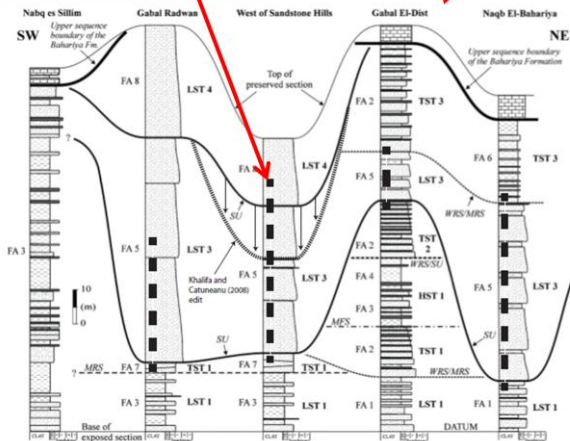 Nabq es Sillim
Gabal Radwan
West of Sandstone Hills
Gabal El-Dist
Naqb El-Bahariya
SW
NE
Upper sequence
boundary of the
Bahariya Fm.
Top of
preserved section
Upper sequence
boundary of the
Bahariya Formation
FA 8
LST 4
FA 2
TST 3
LST 4
FA 6
TST 3
FA 5
LST 3
SU
WRS/MRS
?
FA 3
FA 5
LST 3
Khalifa and
Catuneanu (2008)
edit
FA 5
LST 3
FA 2
TST
2
WRS/SU
FA 4
HST 1
FA 3
MFS
FA 5
LST 3
10
(m)
0
SU
SU
FA 2
TST 1
?
MRS
FA 7
TST 1
FA 7
TST 1
WRS/MRS
FA 3
LST 1
FA 3
LST 1
FA 1
LST 1
FA 1
LST 1
Base of
exposed section
DATUM
CLAY
CLAY
CLAY
CLAY
CLAY